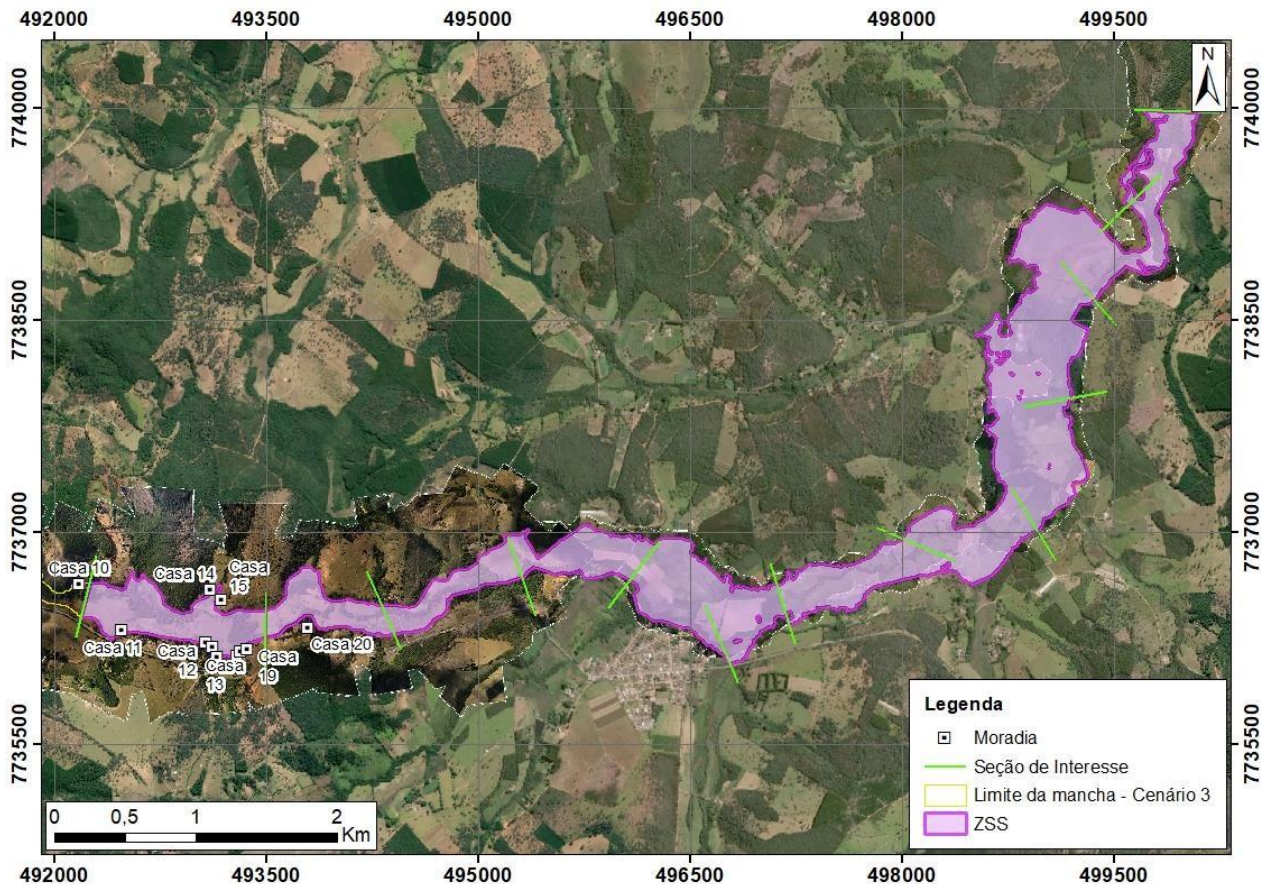 492000 493500 495000 496500 498000 499500
N
7740000 7740000
7738500 7738500
7737000 7737000
Casa 10
Casa 14
Casa
15
Casa 11
Casa
12
Casa
13
Casa
19
Casa 20
7735500 7735500
Legenda
Moradia
Seção de Interesse
Limite da mancha - Cenário 3
ZSS
0 0,5 1 2
Km
492000 493500 495000 496500 498000 499500